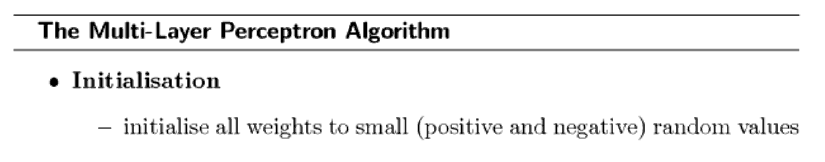 The Multi-Layer Perceptron Algorithm
• Initialisation
– initialise all weights to small (positive and negative) random values